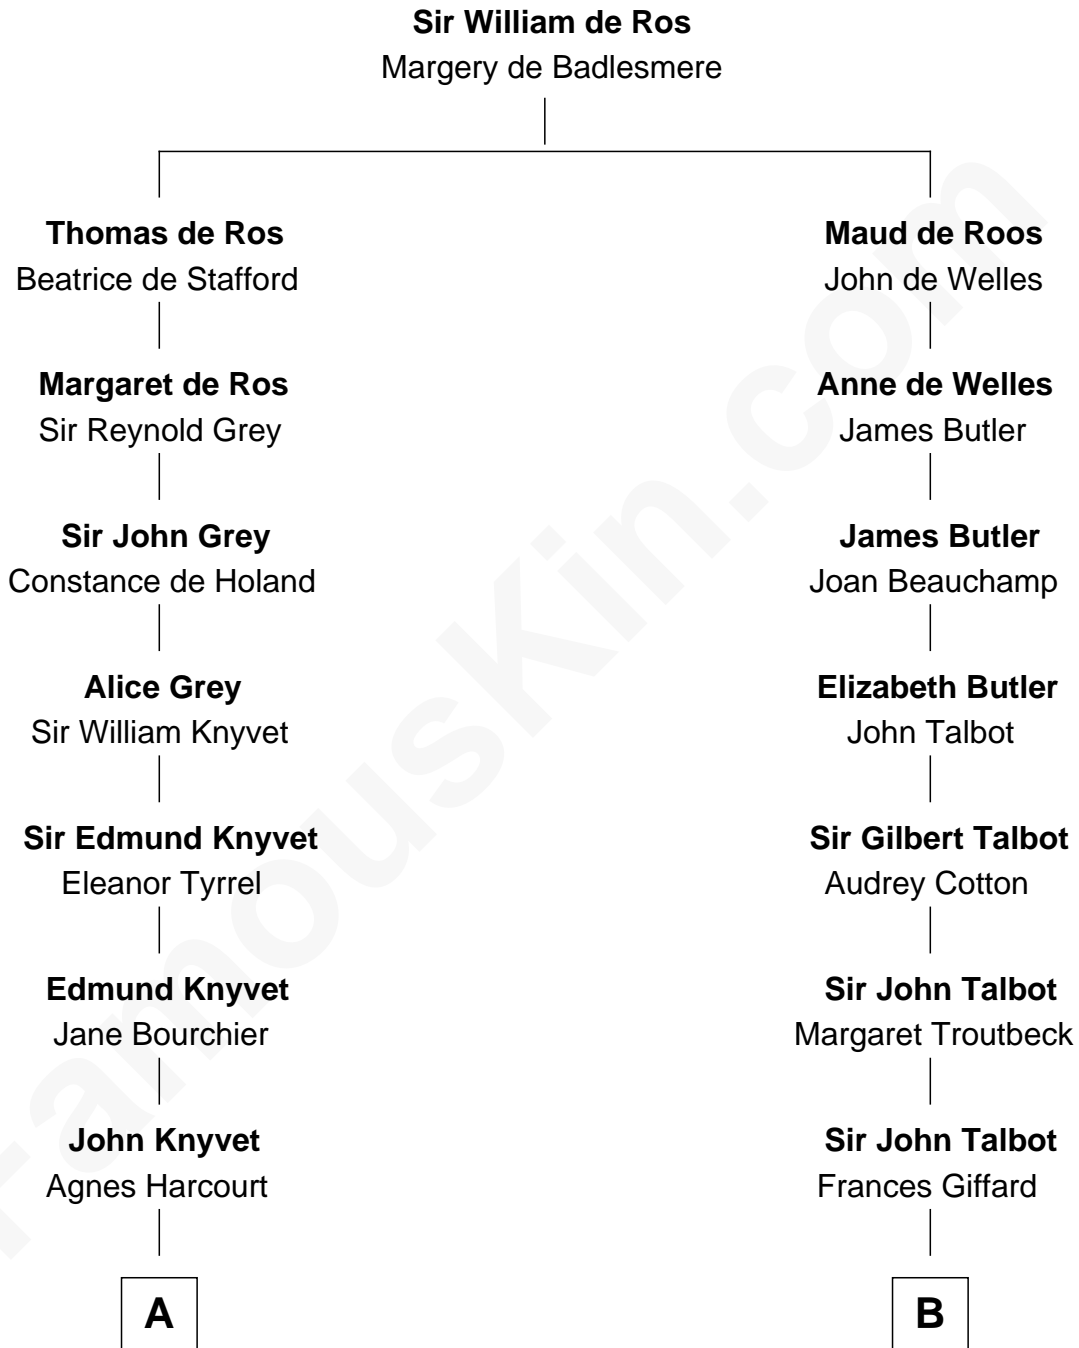 Sir William de Ros
Margery de Badlesmere
Thomas de Ros
Beatrice de Stafford
Maud de Roos
John de Welles
Margaret de Ros
Sir Reynold Grey
Anne de Welles
James Butler
Sir John Grey
Constance de Holand
James Butler
Joan Beauchamp
Alice Grey
Sir William Knyvet
Elizabeth Butler
John Talbot
Sir Edmund Knyvet
Eleanor Tyrrel
Sir Gilbert Talbot
Audrey Cotton
Edmund Knyvet
Jane Bourchier
Sir John Talbot
Margaret Troutbeck
John Knyvet
Agnes Harcourt
Sir John Talbot
Frances Giffard
A
B
FamousKin.com